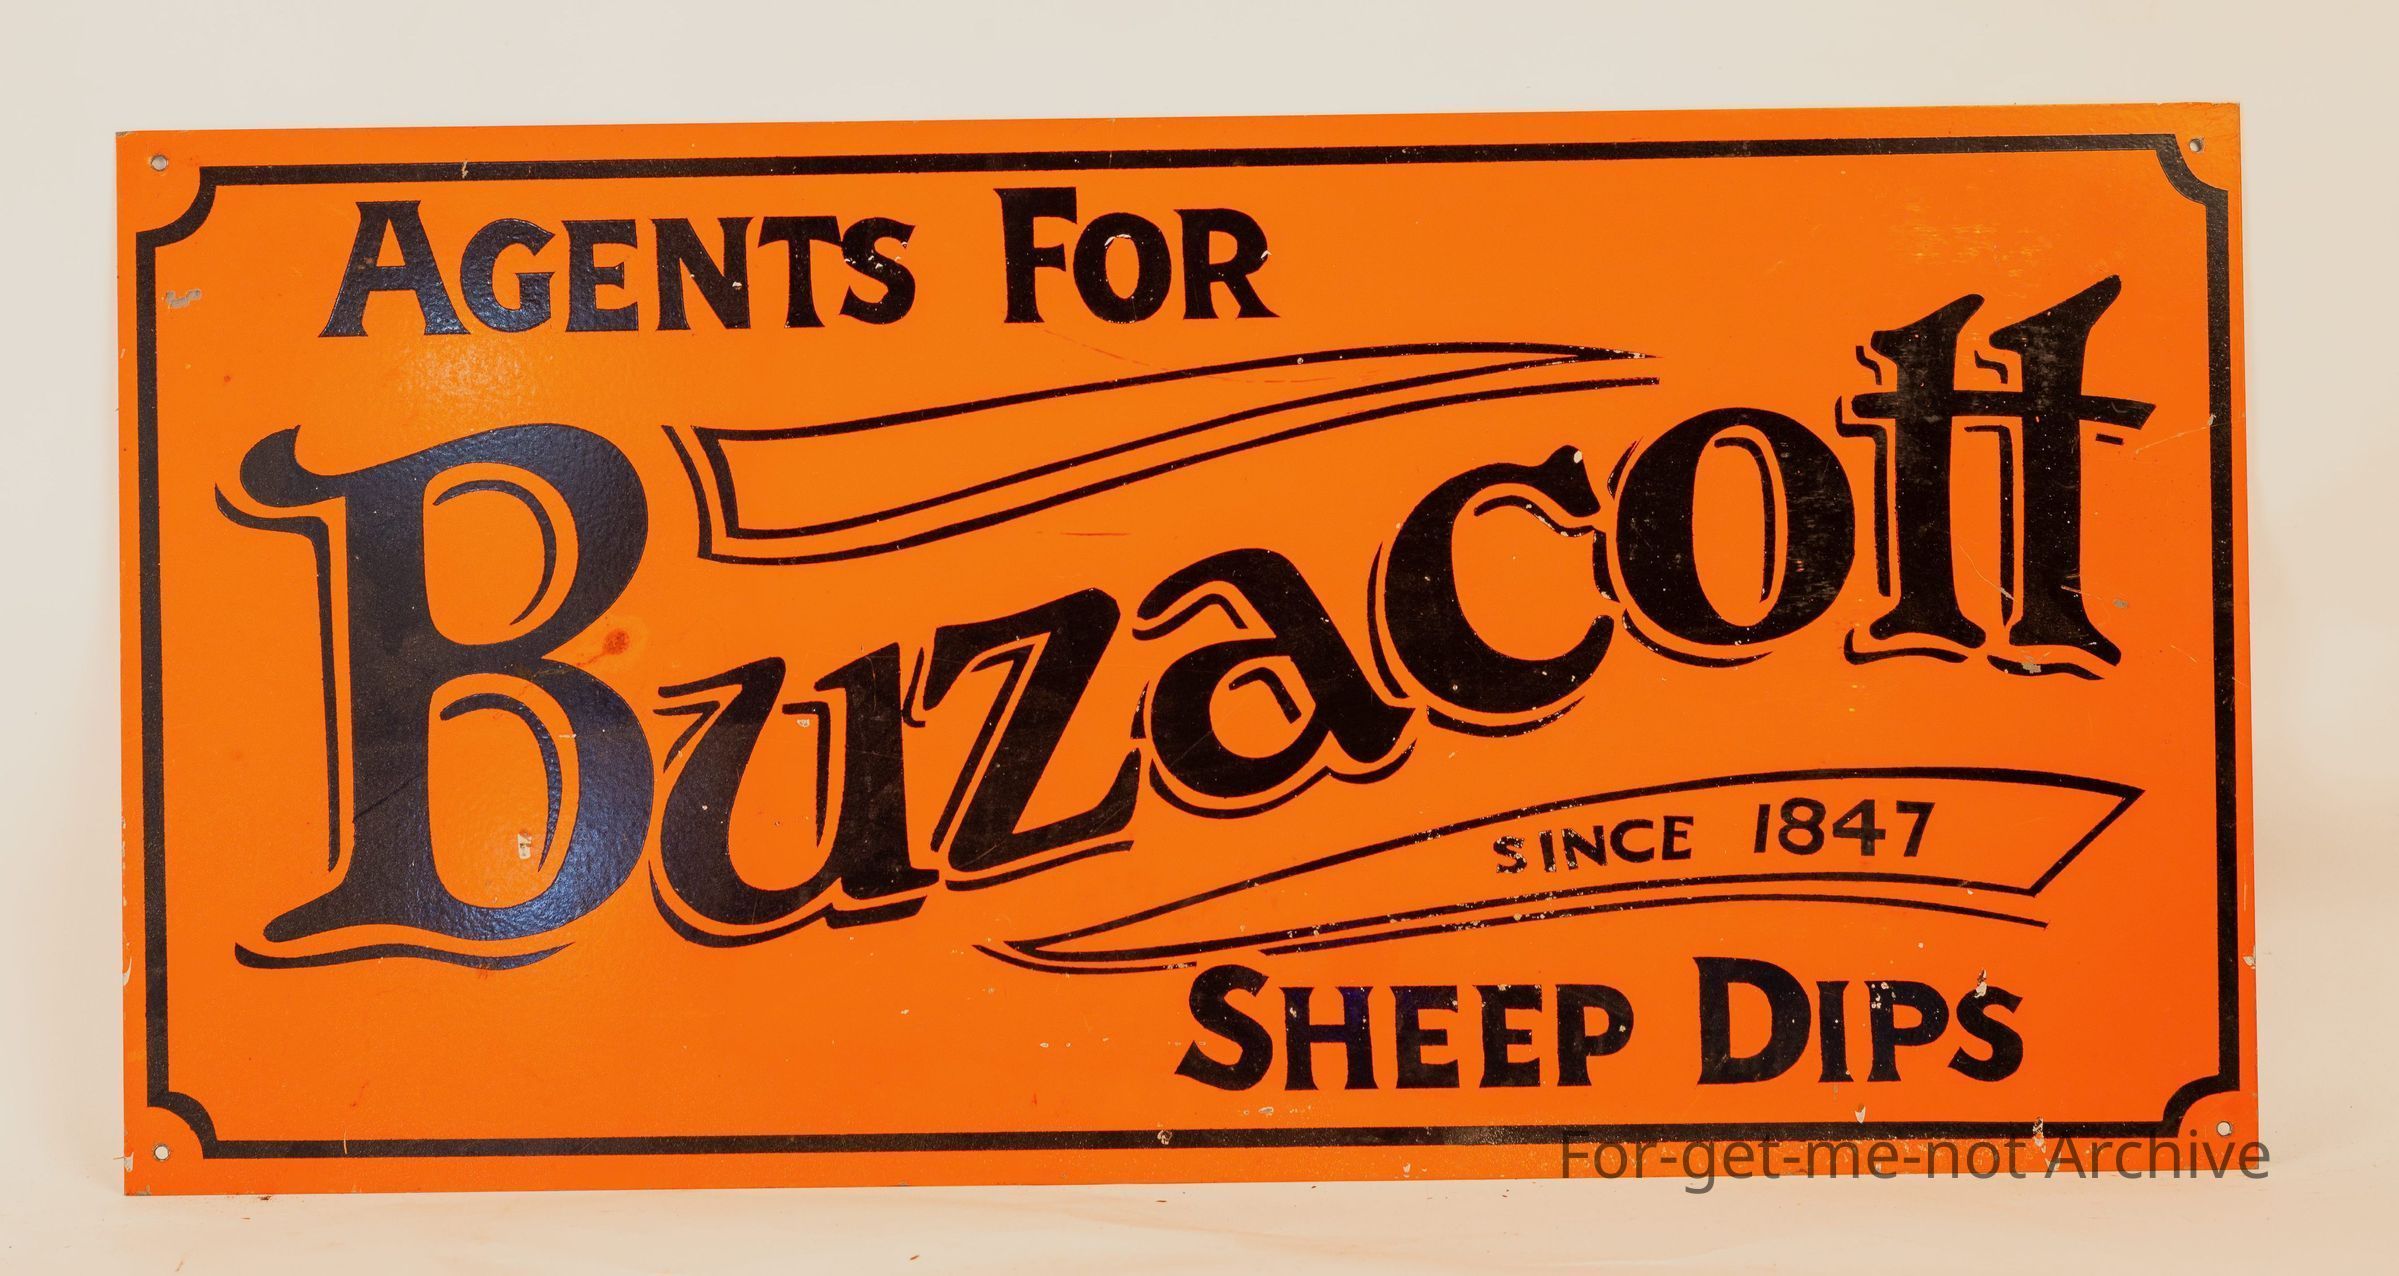 AGENTS FOR
Buzacott
SINCE 1847
SHEEP DIPS
For-get-me-not Archive